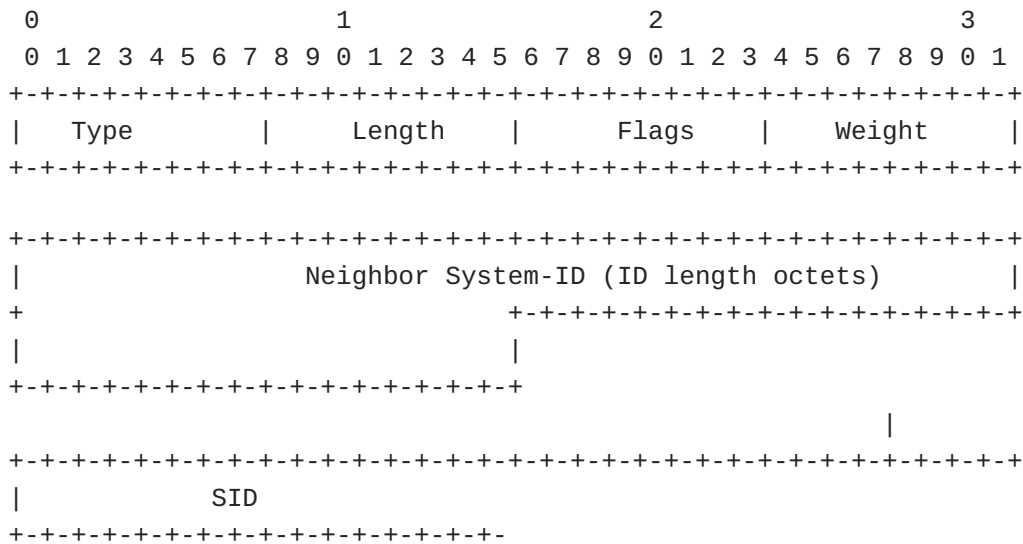 0                   1                   2                   3
 0 1 2 3 4 5 6 7 8 9 0 1 2 3 4 5 6 7 8 9 0 1 2 3 4 5 6 7 8 9 0 1
+-+-+-+-+-+-+-+-+-+-+-+-+-+-+-+-+-+-+-+-+-+-+-+-+-+-+-+-+-+-+-+-+
|   Type        |     Length    |      Flags    |    Weight     |
+-+-+-+-+-+-+-+-+-+-+-+-+-+-+-+-+-+-+-+-+-+-+-+-+-+-+-+-+-+-+-+-+

+-+-+-+-+-+-+-+-+-+-+-+-+-+-+-+-+-+-+-+-+-+-+-+-+-+-+-+-+-+-+-+-+
|                  Neighbor System-ID (ID length octets)        |
+                               +-+-+-+-+-+-+-+-+-+-+-+-+-+-+-+-+
|                               |
+-+-+-+-+-+-+-+-+-+-+-+-+-+-+-+-+
                                                        |
+-+-+-+-+-+-+-+-+-+-+-+-+-+-+-+-+-+-+-+-+-+-+-+-+-+-+-+-+-+-+-+-+
|            SID
+-+-+-+-+-+-+-+-+-+-+-+-+-+-+-+-